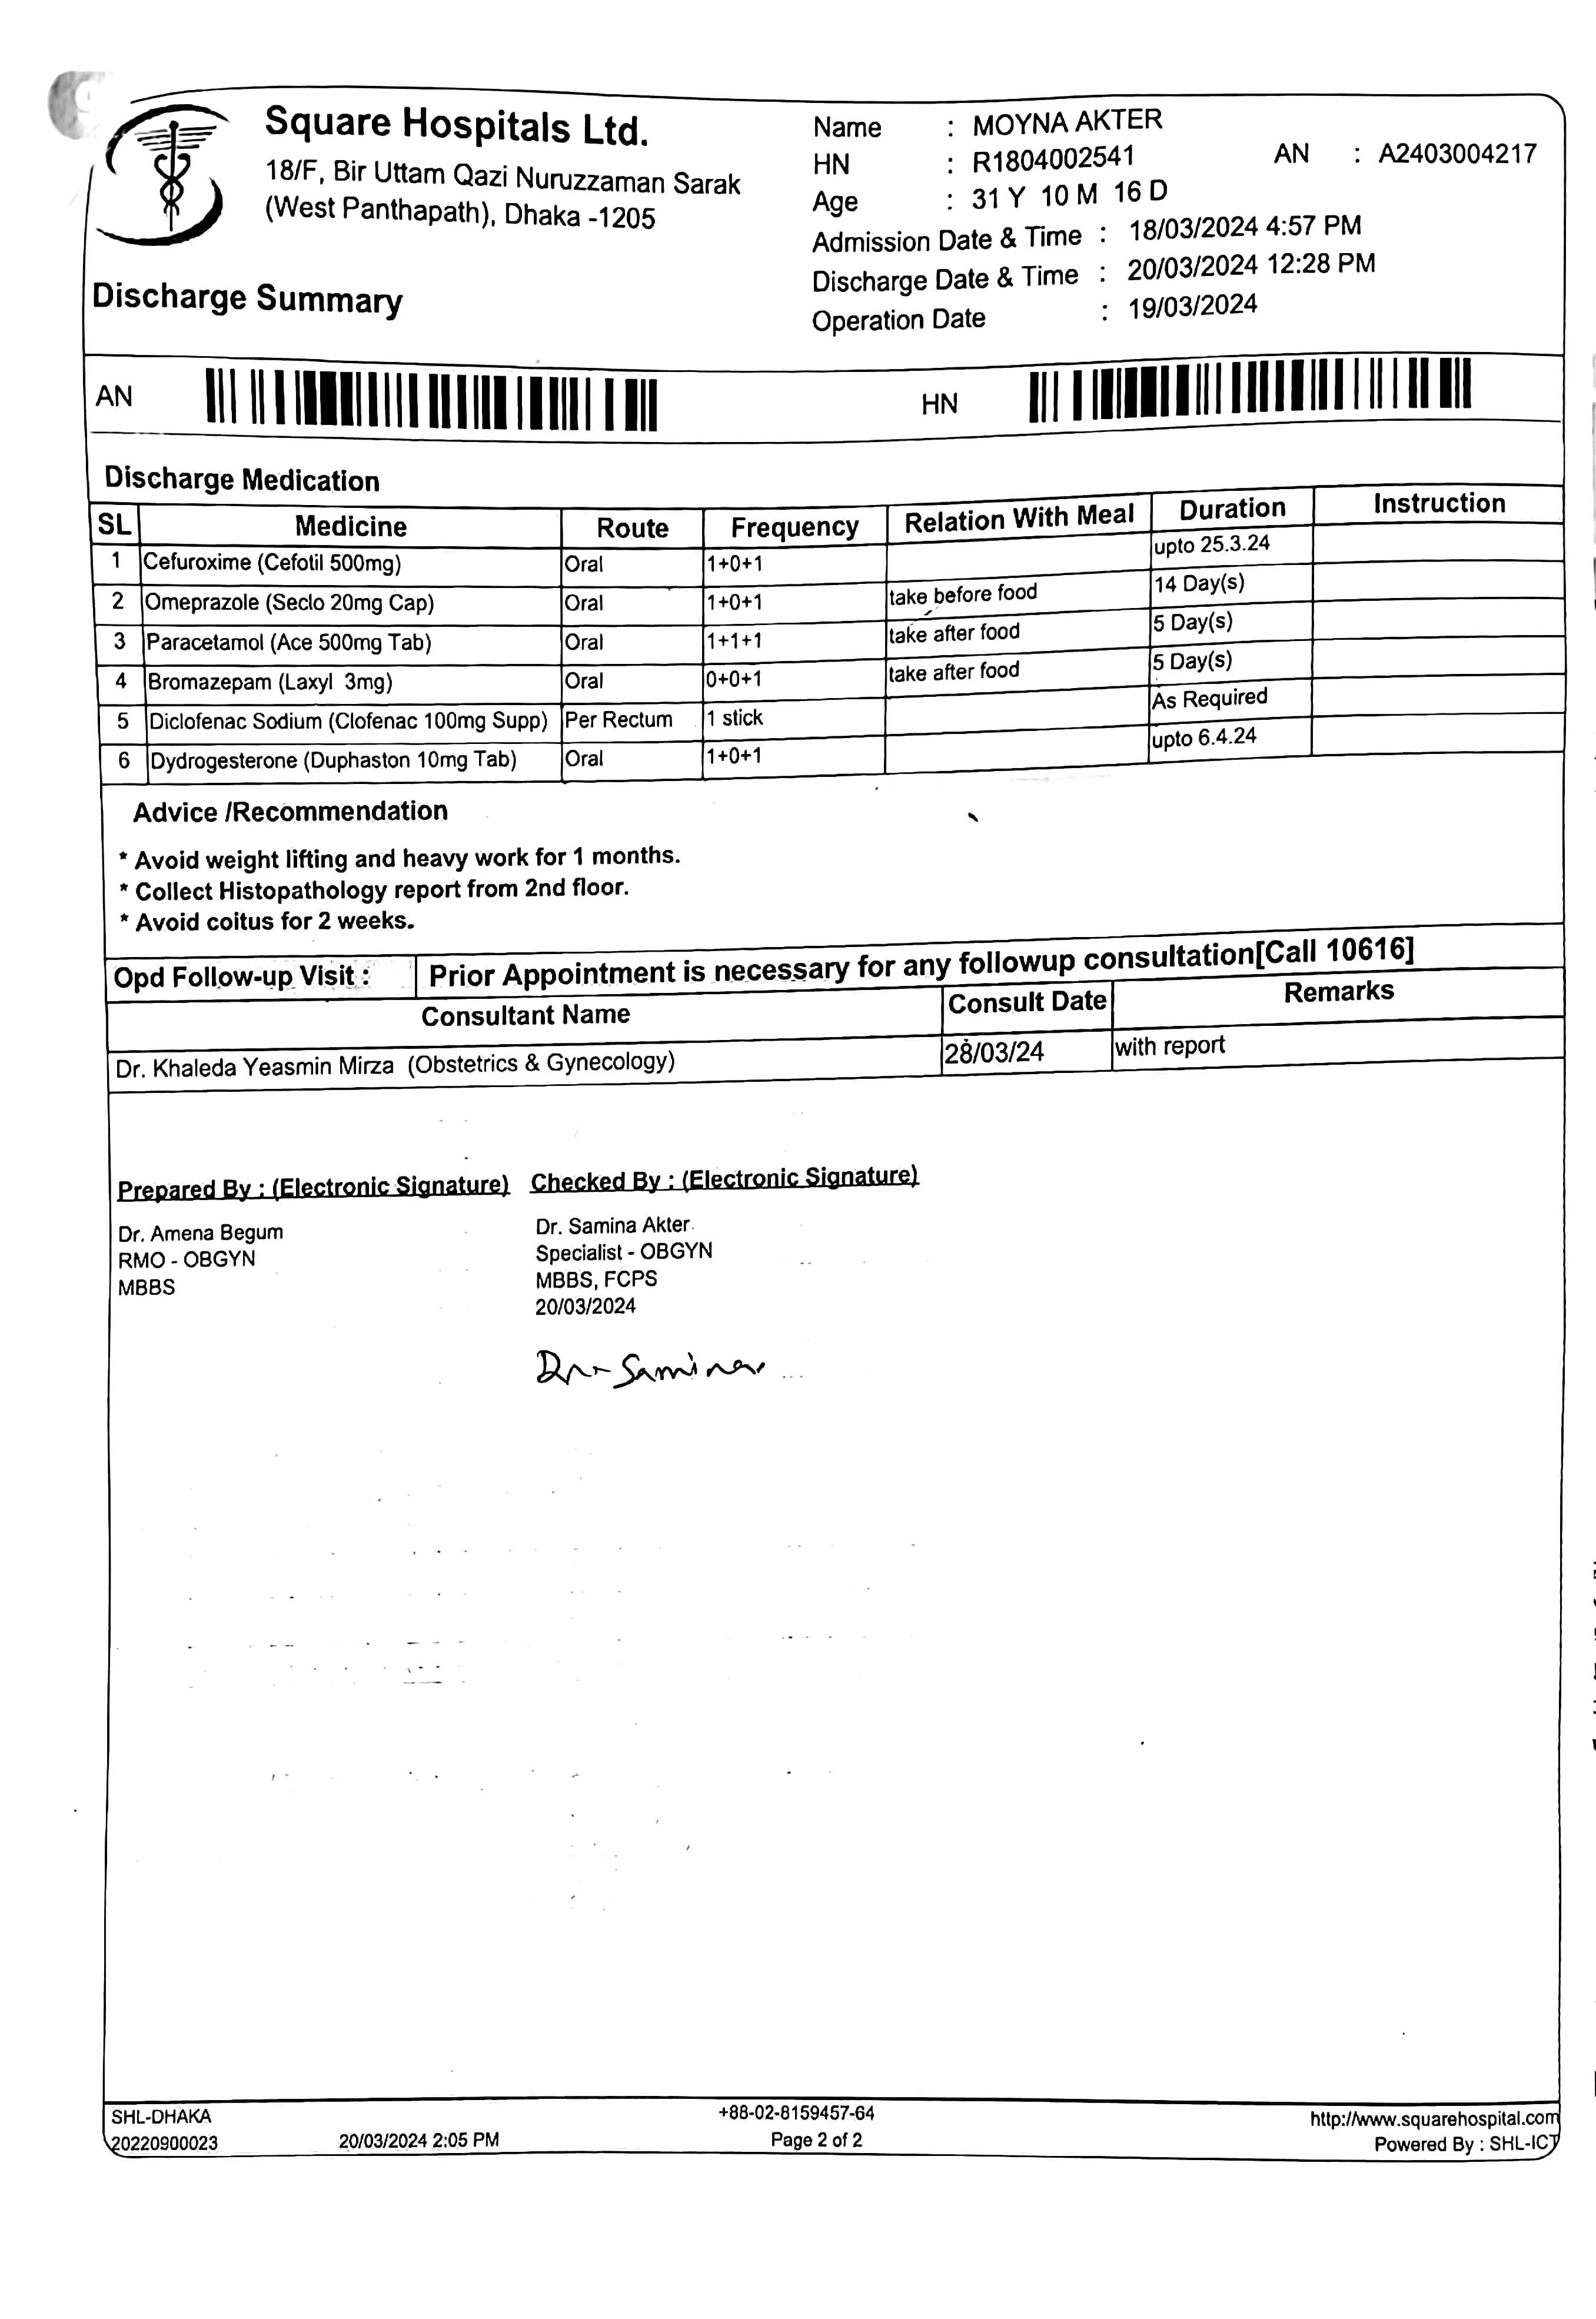 Square Hospitals Ltd.
18/F, Bir Uttam Qazi Nuruzzaman Sarak
(West Panthapath), Dhaka -1205
Discharge Summary
Name : MOYNA AKTER
HN : R1804002541 AN : A2403004217
Age : 31 Y 10 M 16 D
Admission Date & Time : 18/03/2024 4:57 PM
Discharge Date & Time : 20/03/2024 12:28 PM
Operation Date : 19/03/2024
AN HN
Discharge Medication
SL Medicine Route Frequency Relation With Meal Duration Instruction
1 Cefuroxime (Cefotil 500mg) Oral 1+0+1 upto 25.3.24
2 Omeprazole (Seclo 20mg Cap) Oral 1+0+1 take before food 14 Day(s)
3 Paracetamol (Ace 500mg Tab) Oral 1+1+1 take after food 5 Day(s)
4 Bromazepam (Laxyl 3mg) Oral 0+0+1 take after food 5 Day(s)
5 Diclofenac Sodium (Clofenac 100mg Supp) Per Rectum 1 stick As Required
6 Dydrogesterone (Duphaston 10mg Tab) Oral 1+0+1 upto 6.4.24
Advice /Recommendation
* Avoid weight lifting and heavy work for 1 months.
* Collect Histopathology report from 2nd floor.
* Avoid coitus for 2 weeks.
Opd Follow-up Visit : Prior Appointment is necessary for any followup consultation[Call 10616]
Consultant Name Consult Date Remarks
Dr. Khaleda Yeasmin Mirza (Obstetrics & Gynecology) 28/03/24 with report
Prepared By : (Electronic Signature) Checked By : (Electronic Signature)
Dr. Amena Begum Dr. Samina Akter
RMO - OBGYN Specialist - OBGYN
MBBS MBBS, FCPS
20/03/2024
Dr. Samina
SHL-DHAKA +88-02-8159457-64 http://www.squarehospital.com
20220900023 20/03/2024 2:05 PM Page 2 of 2 Powered By : SHL-ICT